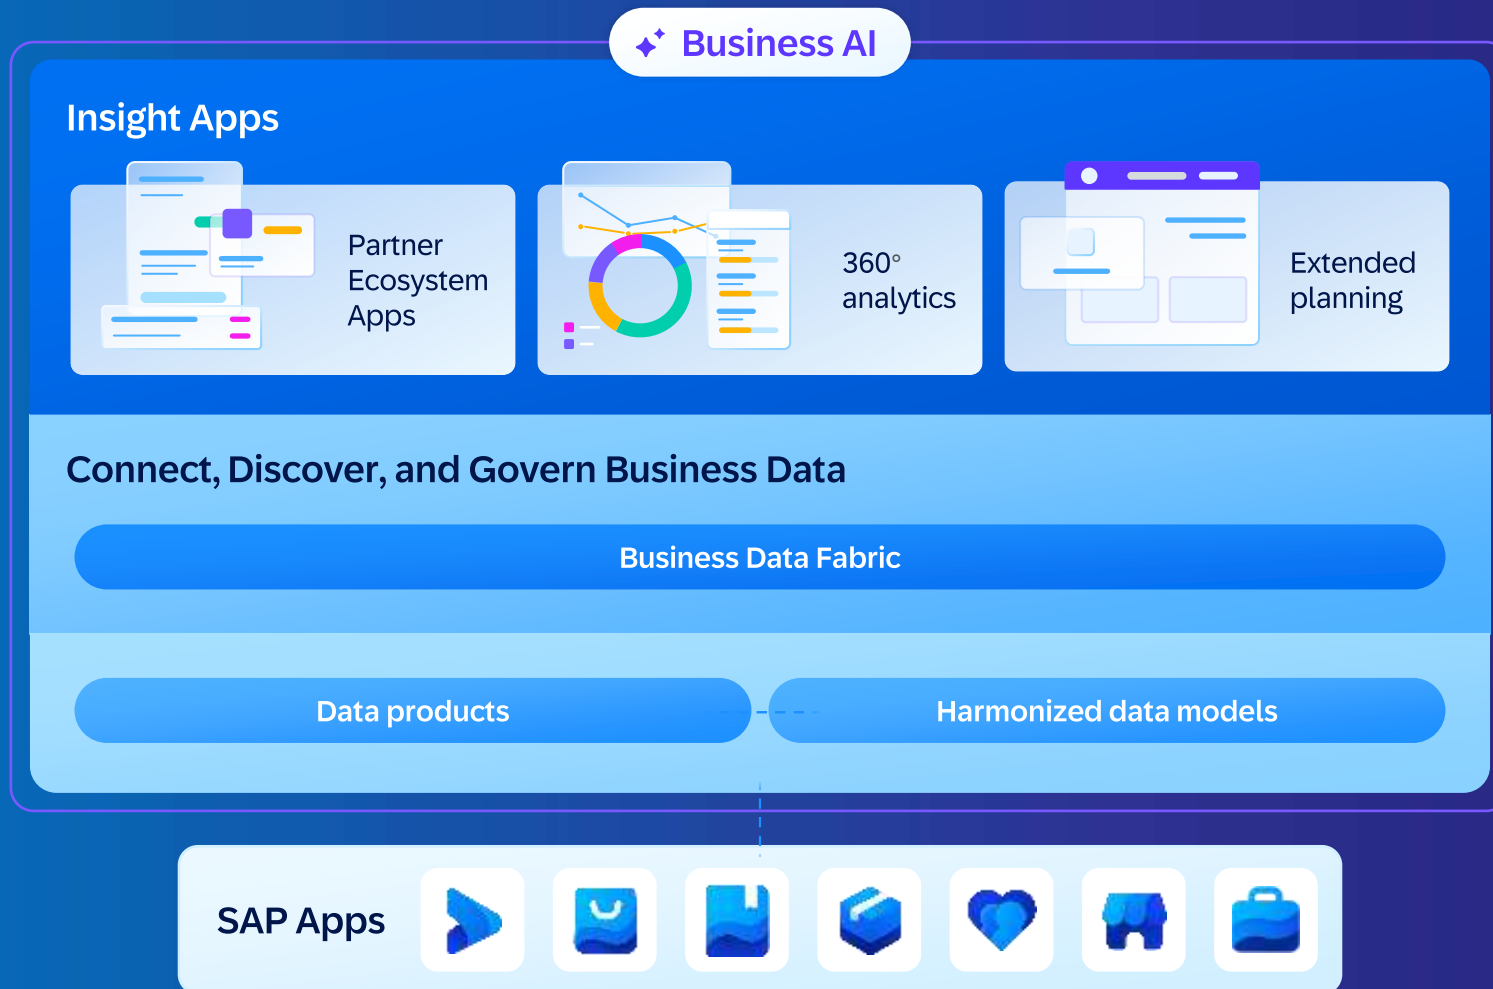 Business AI
Insight Apps
Partner
Ecosystem
Apps
360°
analytics
Extended
planning
Connect, Discover, and Govern Business Data
Business Data Fabric
Data products
Harmonized data models
SAP Apps